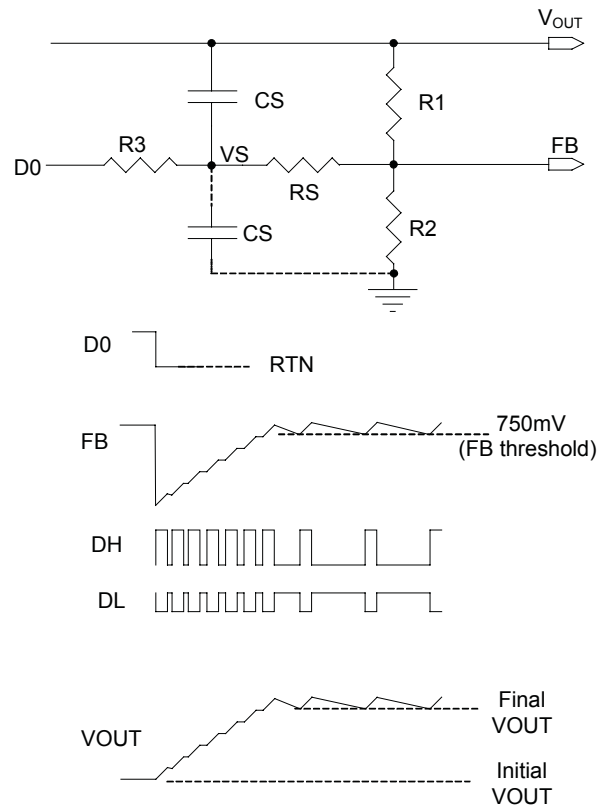 VOUT
CS
R1
R3
VS
FB
D0
RS
R2
CS
D0
RTN
FB
750mV
(FB threshold)
DH
DL
Final
VOUT
VOUT
Initial
VOUT